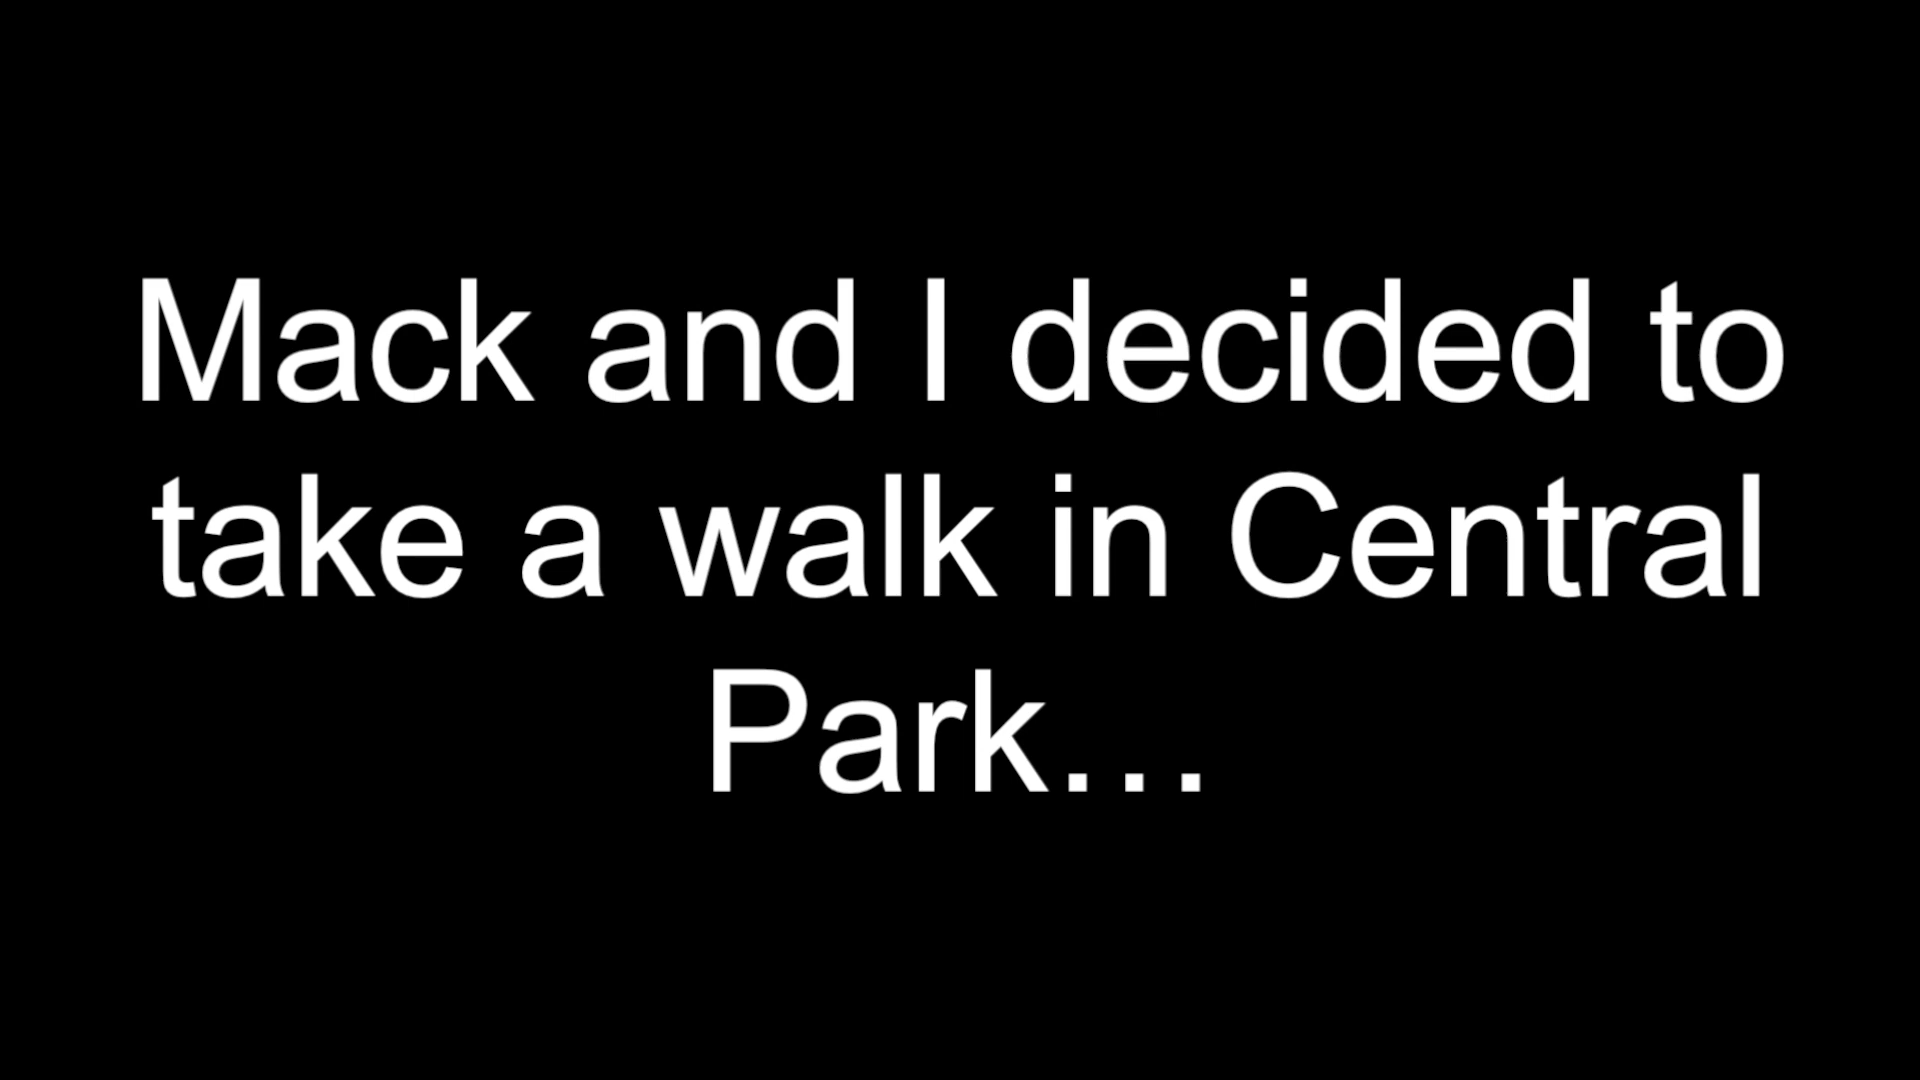 Mack and I decided to
take a walk in Central
Park...